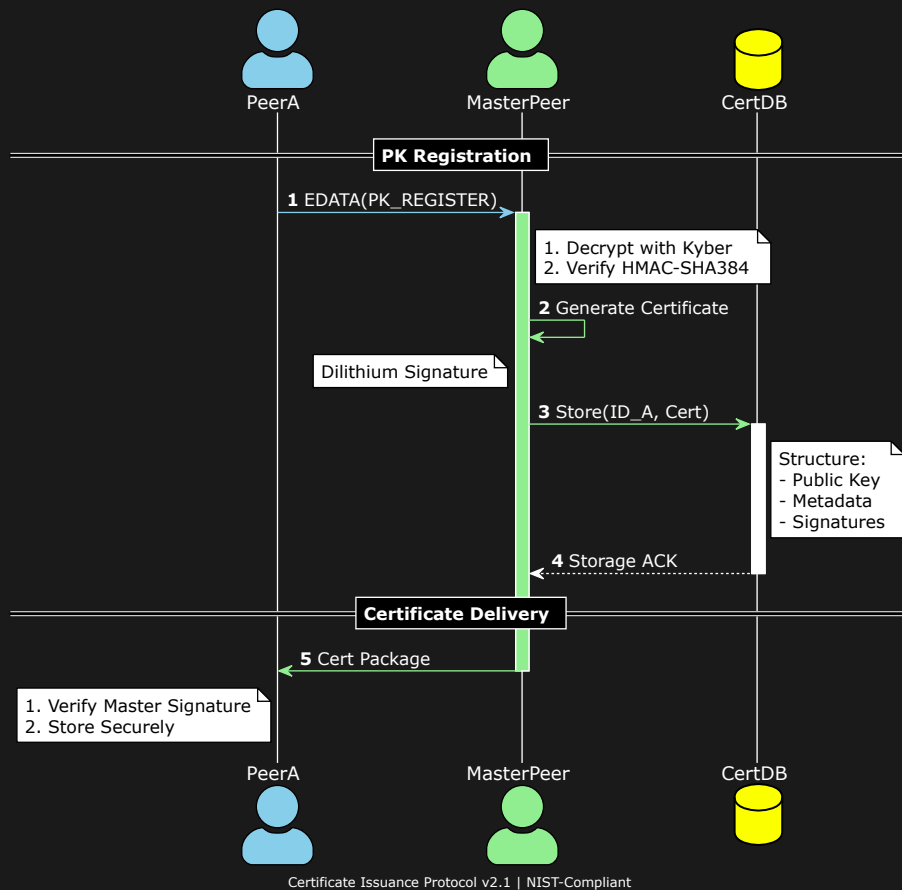 PeerA
MasterPeer
CertDB
PK Registration
1 EDATA(PK_REGISTER)
1. Decrypt with Kyber
2. Verify HMAC-SHA384
2 Generate Certificate
Dilithium Signature
3 Store(ID_A, Cert)
Structure:
- Public Key
- Metadata
- Signatures
4 Storage ACK
Certificate Delivery
5 Cert Package
1. Verify Master Signature
2. Store Securely
PeerA
MasterPeer
CertDB
Certificate Issuance Protocol v2.1 | NIST-Compliant